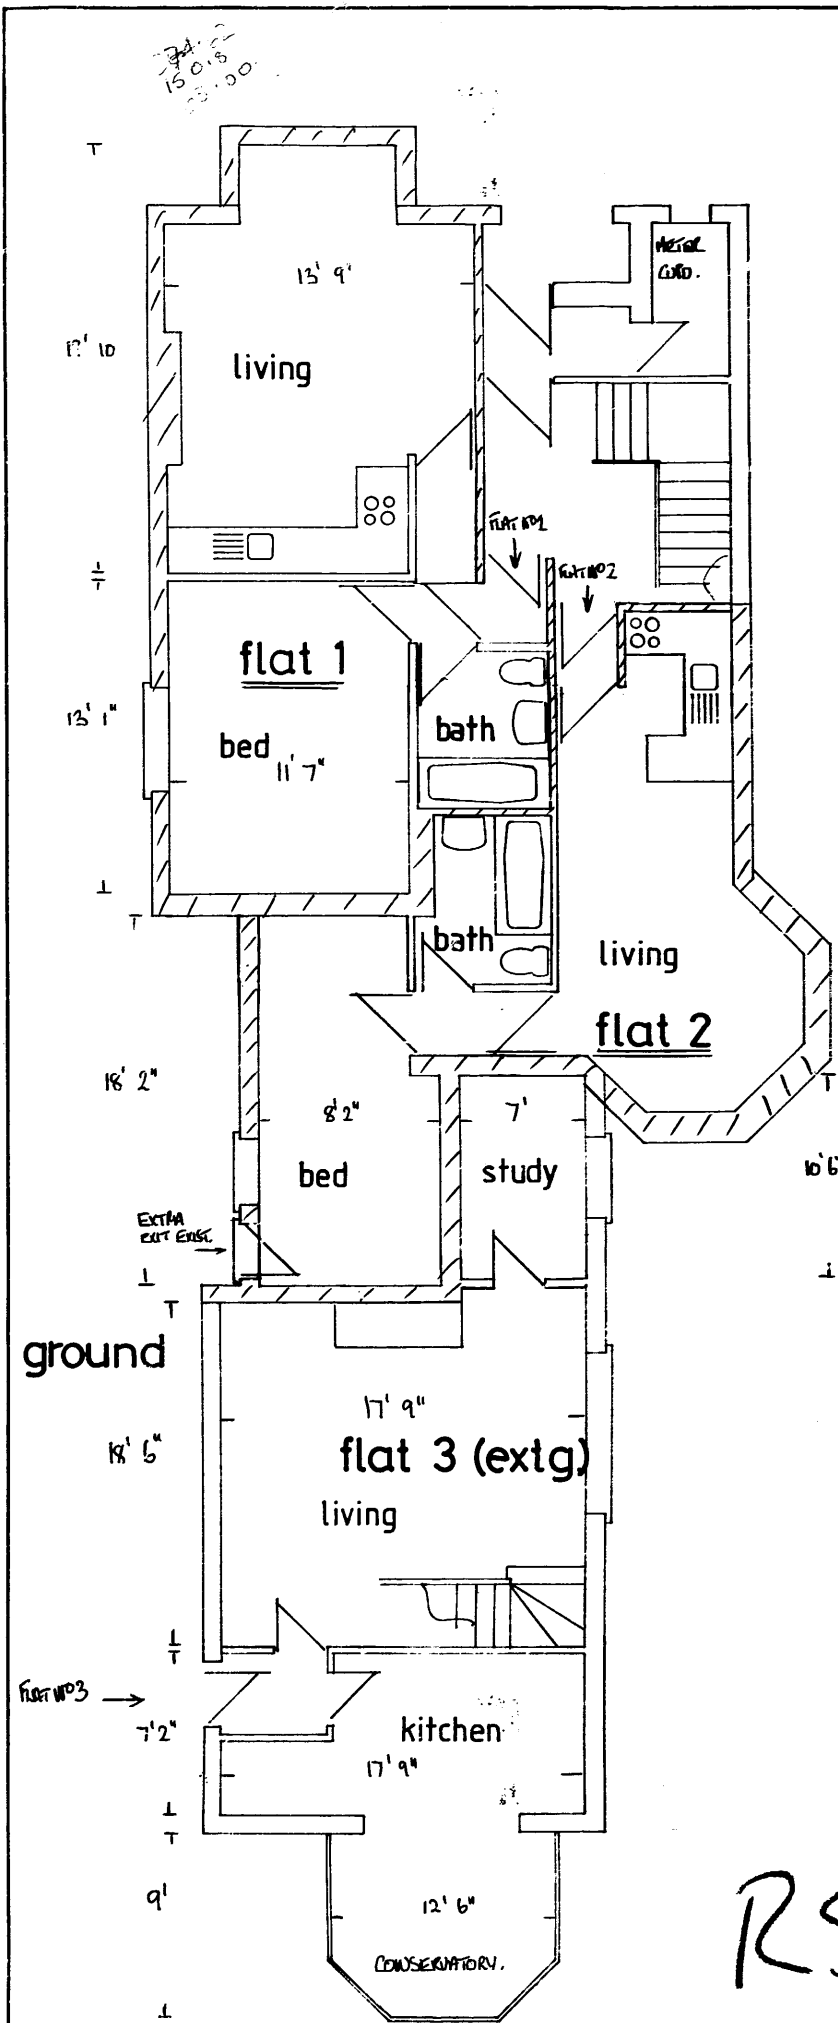 13' 9"
METER
CUPD.
17' 10
living
FLAT No1
FLAT No2
flat 1
13' 1"
bed
11' 7"
bath
bath
living
flat 2
18' 2"
8'2"
7'
10'6
bed
study
EXTRA
EXIT EXIST.
ground
17' 9"
18' 6"
flat 3 (extg)
living
FLAT No3
7'2"
kitchen
17' 9"
9'
12' 6"
CONSERVATORY.